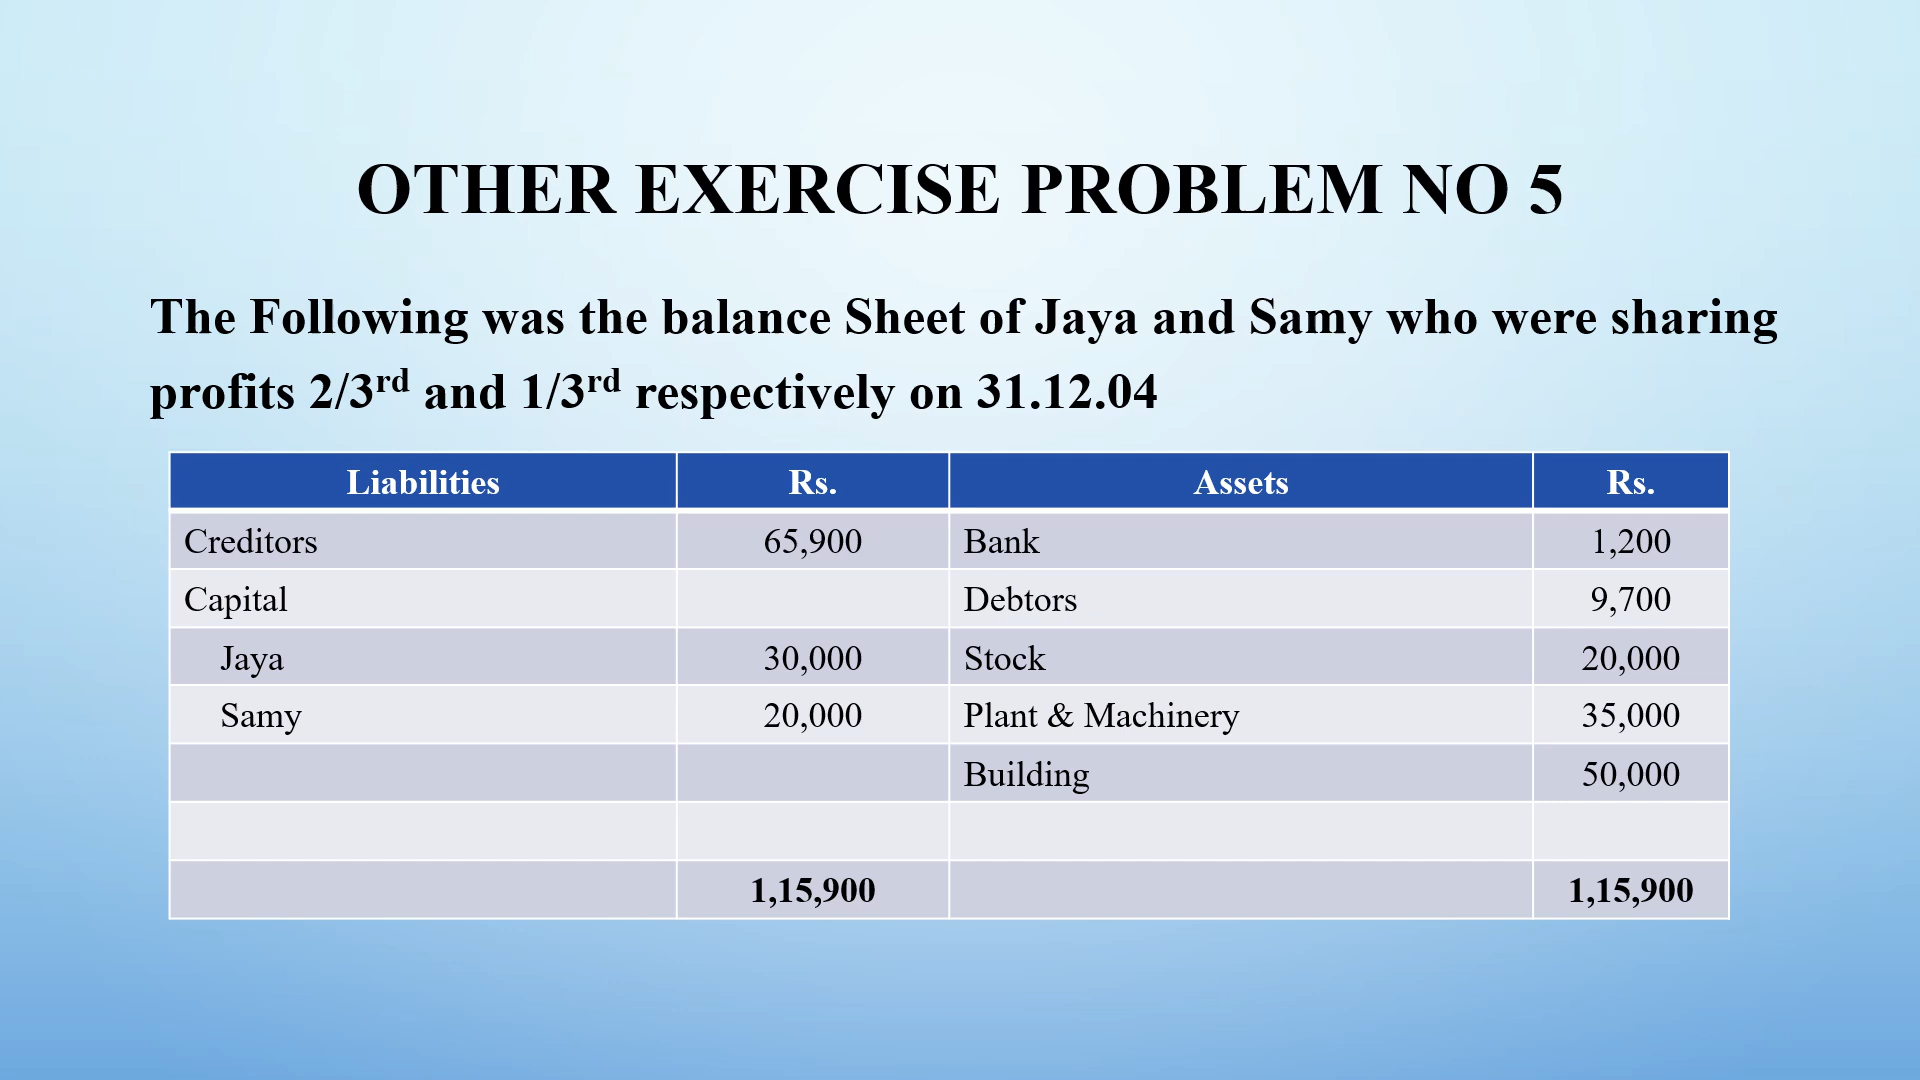 OTHER EXERCISE PROBLEM NO 5
The Following was the balance Sheet of Jaya and Samy who were sharing
profits 2/3rd and 1/3rd respectively on 31.12.04
Liabilities Rs. Assets Rs.
Creditors 65,900 Bank 1,200
Capital Debtors 9,700
Jaya 30,000 Stock 20,000
Samy 20,000 Plant & Machinery 35,000
Building 50,000
1,15,900 1,15,900